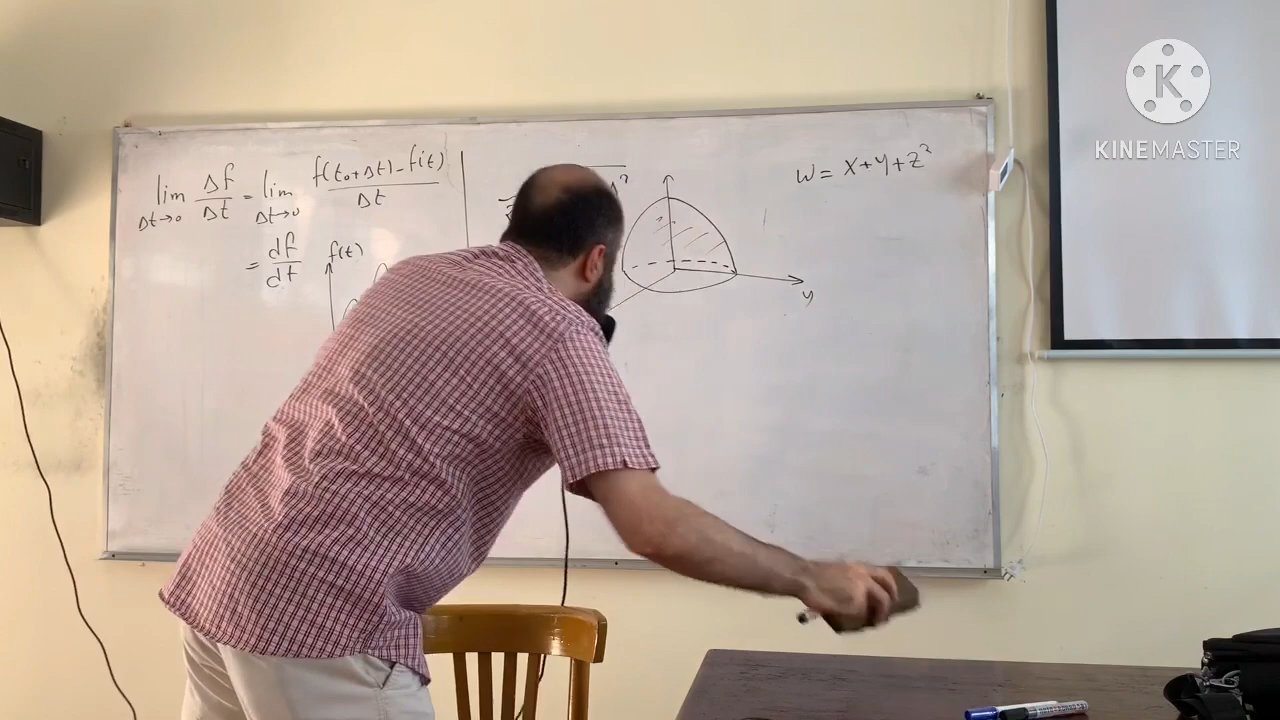 lim Δt→0 Δf/Δt = lim Δt→0 f(t₀+Δt)-f(t)/Δt
= df/dt
f(t)
y
w = x+y+z²
K
KINEMASTER